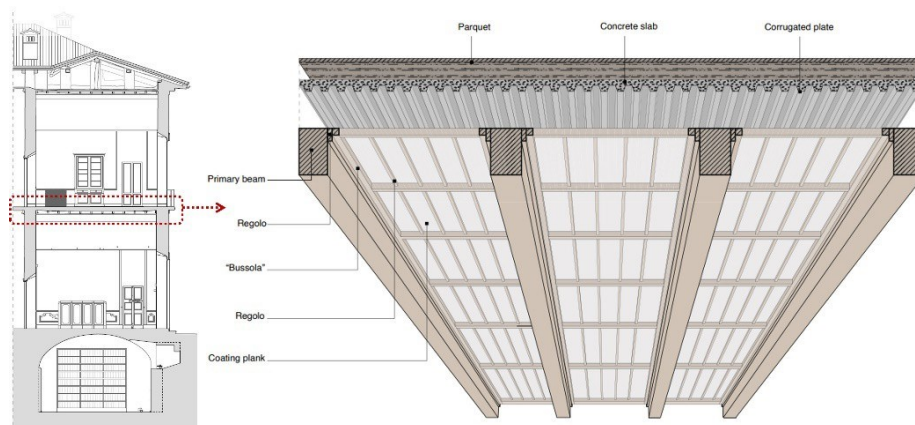 Parquet
Concrete slab
Corrugated plate
Primary beam
Regolo
“Bussola”
Regolo
Coating plank